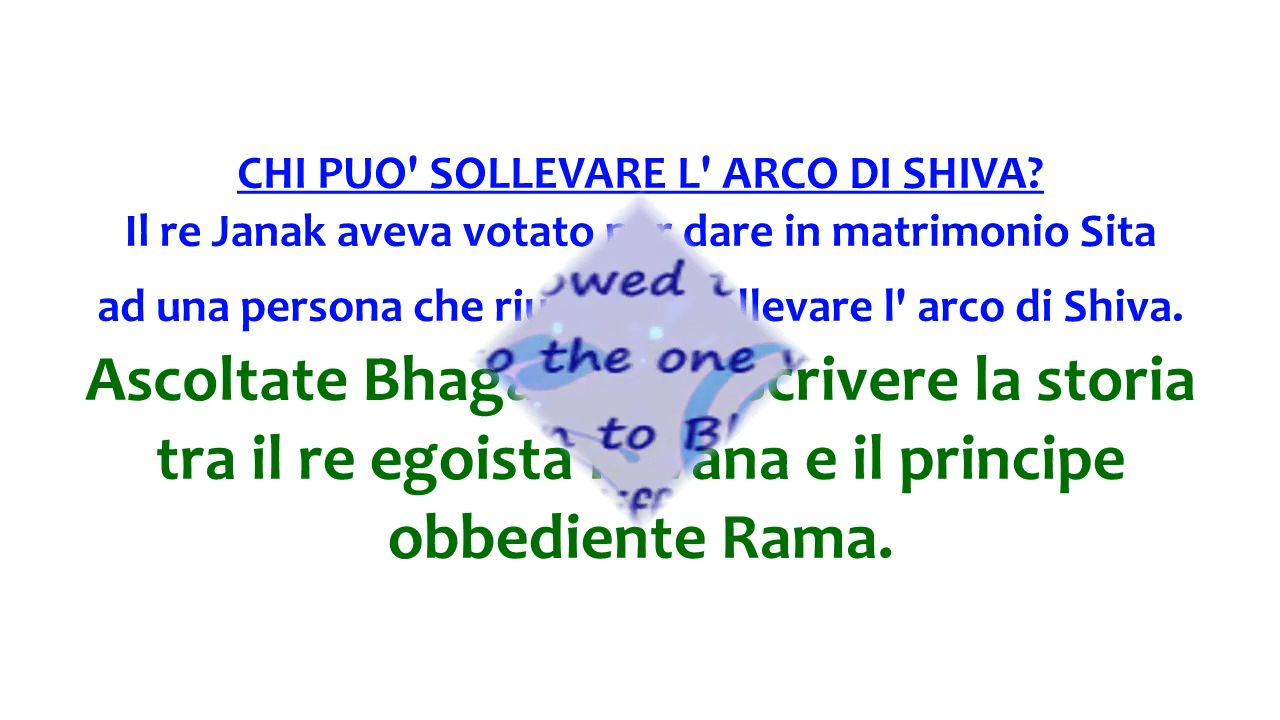 CHI PUO' SOLLEVARE L' ARCO DI SHIVA?
Il re Janak aveva votato dare in matrimonio Sita
ad una persona che l' arco di Shiva.
Ascoltate la storia
tra il re egoista e il principe
obbediente Rama.
the one
to